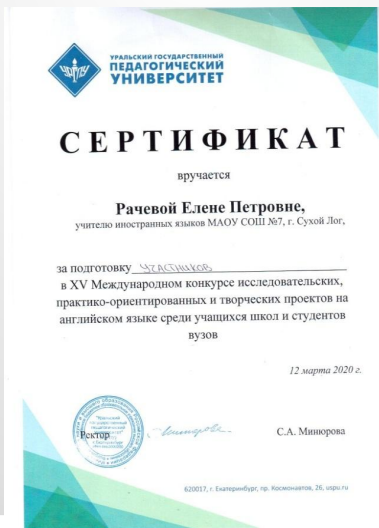 УРАЛЬСКИЙ ГОСУДАРСТВЕННЫЙ
ПЕДАГОГИЧЕСКИЙ
УНИВЕРСИТЕТ
УрГПУ
СЕРТИФИКАТ
вручается
Рачевой Елене Петровне,
учителю иностранных языков МАОУ СОШ №7, г. Сухой Лог,
за подготовку участников
в XV Международном конкурсе исследовательских,
практико-ориентированных и творческих проектов на
английском языке среди учащихся школ и студентов
вузов
12 марта 2020 г.
Ректор
С.А. Минюрова
620017, г. Екатеринбург, пр. Космонавтов, 26, uspu.ru